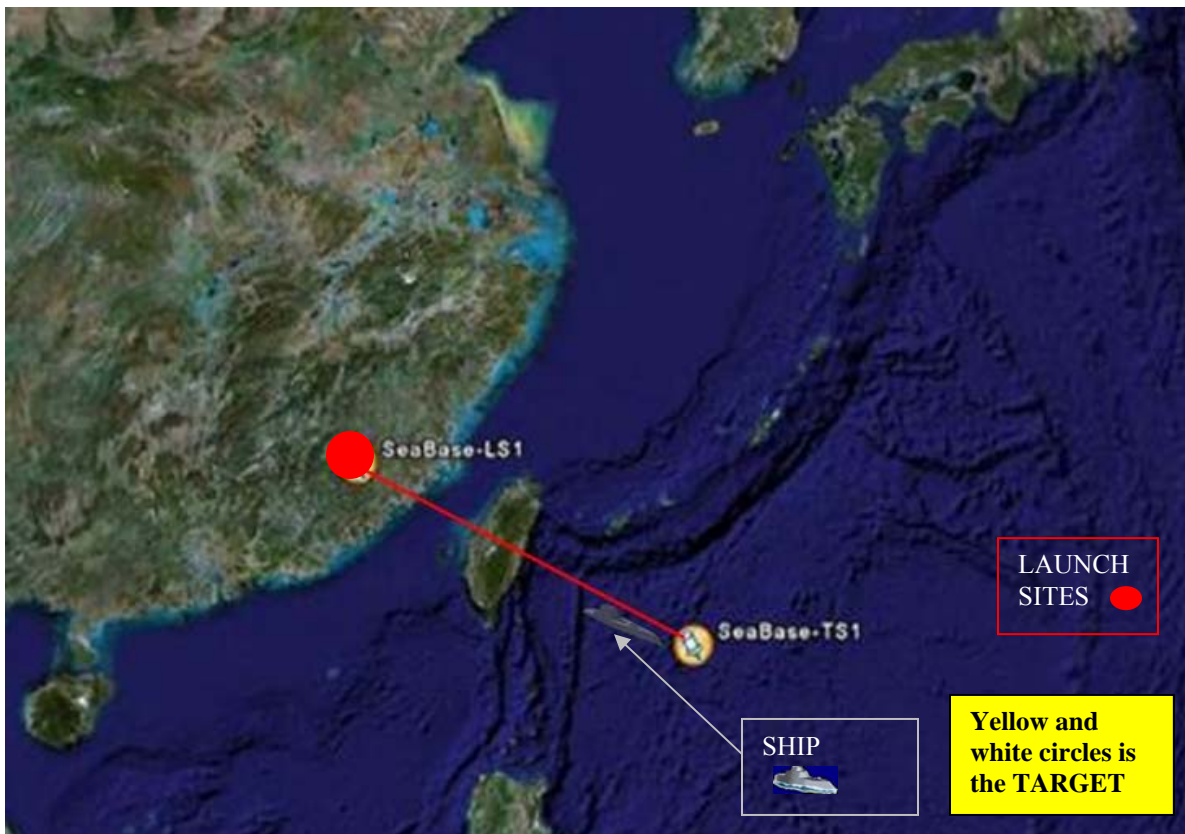 SeaBase-LS1
LAUNCH
SITES
SeaBase-TS1
SHIP
Yellow and
white circles is
the TARGET